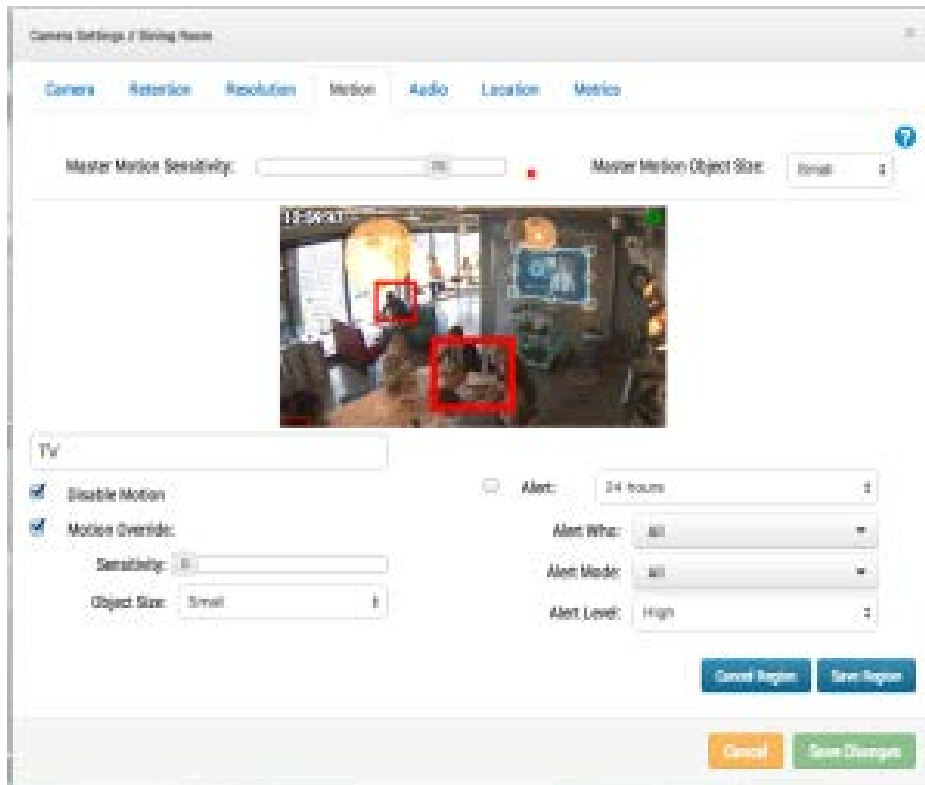 Camera Settings / Dining Room
Camera Retention Resolution Motion Audio Location Metrics
?
Master Motion Sensitivity: Master Motion Object Size: Small
TV
Disable Motion
Alert: 24 hours
Motion Override:
Alert Who: All
Sensitivity:
Alert Mode: All
Object Size: Small
Alert Level: High
Cancel Region Save Region
Cancel Save Changes